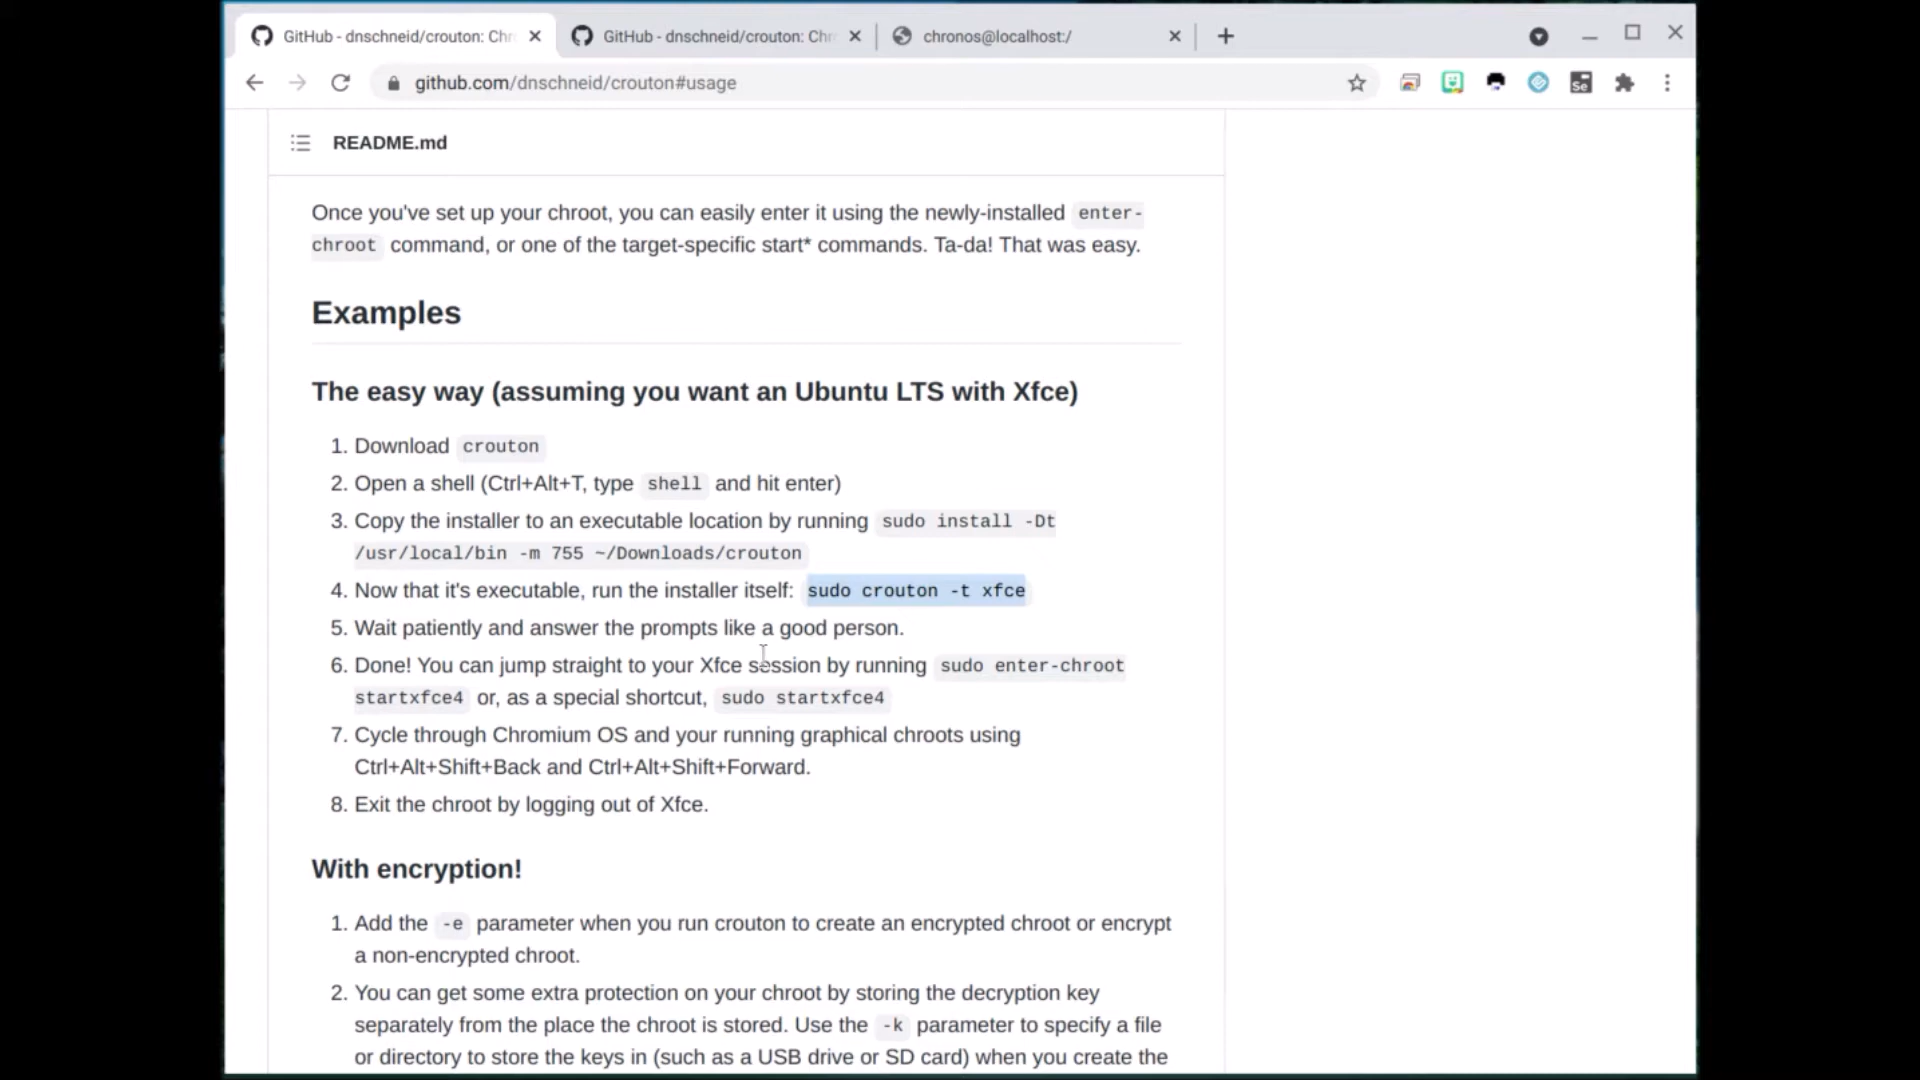 GitHub - dnschneid/crouton: Chr
GitHub - dnschneid/crouton: Chr
chronos@localhost:/
github.com/dnschneid/crouton#usage
Se
README.md
Once you've set up your chroot, you can easily enter it using the newly-installed enter-
chroot command, or one of the target-specific start* commands. Ta-da! That was easy.
Examples
The easy way (assuming you want an Ubuntu LTS with Xfce)
1. Download crouton
2. Open a shell (Ctrl+Alt+T, type shell and hit enter)
3. Copy the installer to an executable location by running sudo install -Dt
/usr/local/bin -m 755 ~/Downloads/crouton
4. Now that it's executable, run the installer itself: sudo crouton -t xfce
5. Wait patiently and answer the prompts like a good person.
6. Done! You can jump straight to your Xfce session by running sudo enter-chroot
startxfce4 or, as a special shortcut, sudo startxfce4
7. Cycle through Chromium OS and your running graphical chroots using
Ctrl+Alt+Shift+Back and Ctrl+Alt+Shift+Forward.
8. Exit the chroot by logging out of Xfce.
With encryption!
1. Add the -e parameter when you run crouton to create an encrypted chroot or encrypt
a non-encrypted chroot.
2. You can get some extra protection on your chroot by storing the decryption key
separately from the place the chroot is stored. Use the -k parameter to specify a file
or directory to store the keys in (such as a USB drive or SD card) when you create the